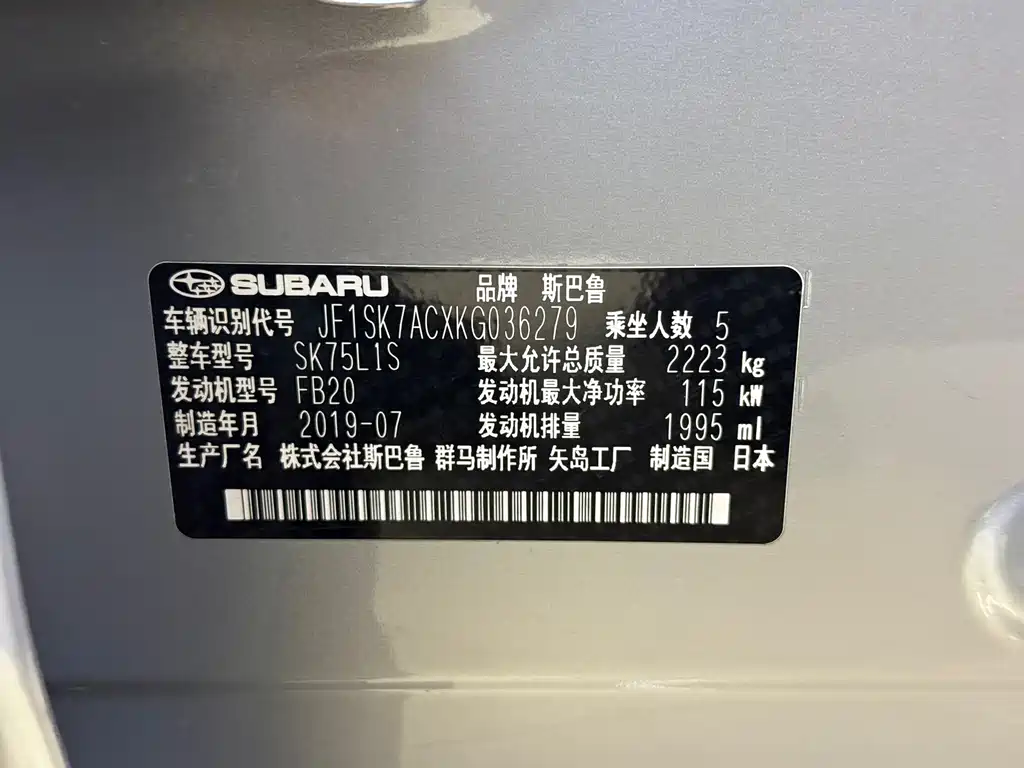 SUBARU 品牌 斯巴鲁
车辆识别代号 JF1SK7ACXKG036279 乘坐人数 5
整车型号 SK75L1S 最大允许总质量 2223 kg
发动机型号 FB20 发动机最大净功率 115 kW
制造年月 2019-07 发动机排量 1995 ml
生产厂名 株式会社斯巴鲁 群马制作所 矢岛工厂 制造国 日本